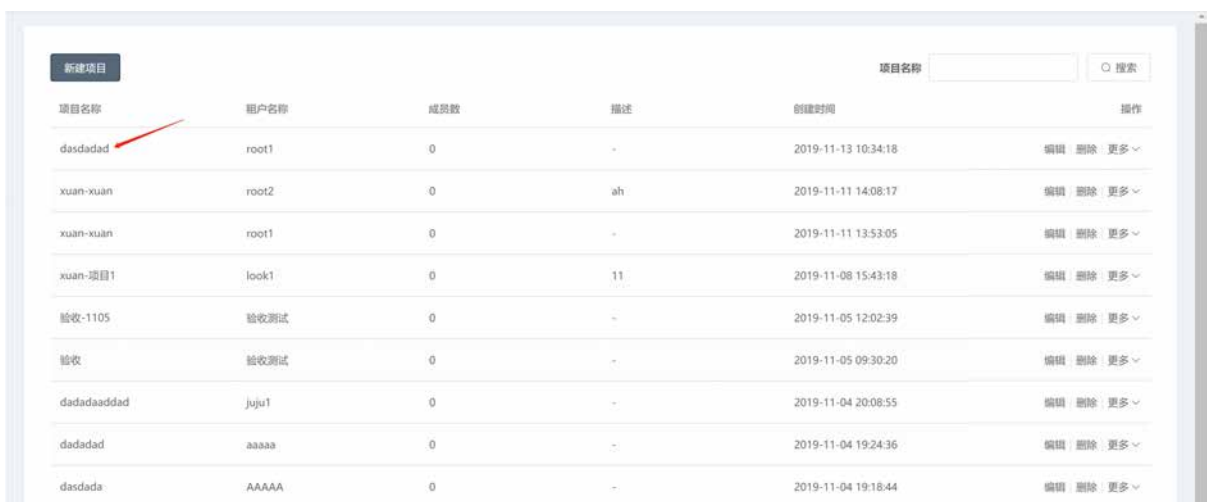 新建项目 项目名称 搜索
项目名称 租户名称 成员数 描述 创建时间 操作
dasdadad root1 0 - 2019-11-13 10:34:18 编辑 删除 更多
xuan-xuan root2 0 ah 2019-11-11 14:08:17 编辑 删除 更多
xuan-xuan root1 0 - 2019-11-11 13:53:05 编辑 删除 更多
xuan-项目1 look1 0 11 2019-11-08 15:43:18 编辑 删除 更多
验收-1105 验收测试 0 - 2019-11-05 12:02:39 编辑 删除 更多
验收 验收测试 0 - 2019-11-05 09:30:20 编辑 删除 更多
dadadaaddad juju1 0 - 2019-11-04 20:08:55 编辑 删除 更多
dadadad aaaaa 0 - 2019-11-04 19:24:36 编辑 删除 更多
dasdada AAAAA 0 - 2019-11-04 19:18:44 编辑 删除 更多